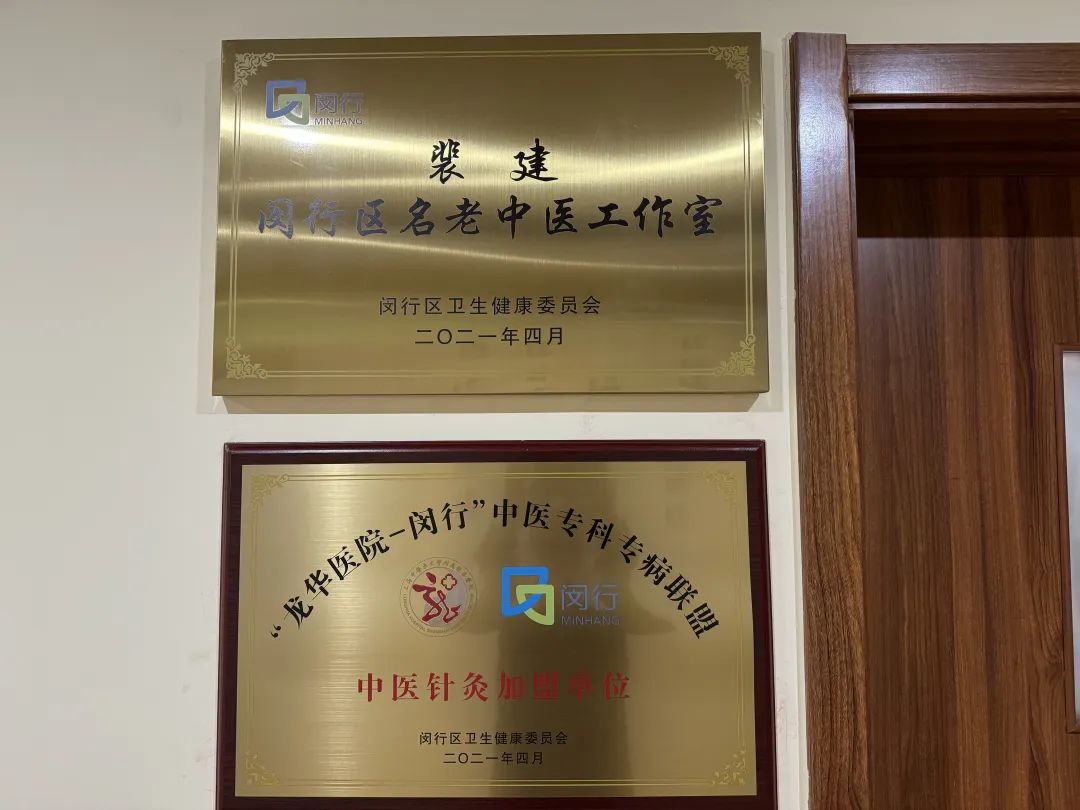 闵行
MINHANG
裴建
闵行区名老中医工作室
闵行区卫生健康委员会
二〇二一年四月
“龙华医院-闵行”中医专科专病联盟
闵行
MINHANG
中医针灸加盟单位
闵行区卫生健康委员会
二〇二一年四月